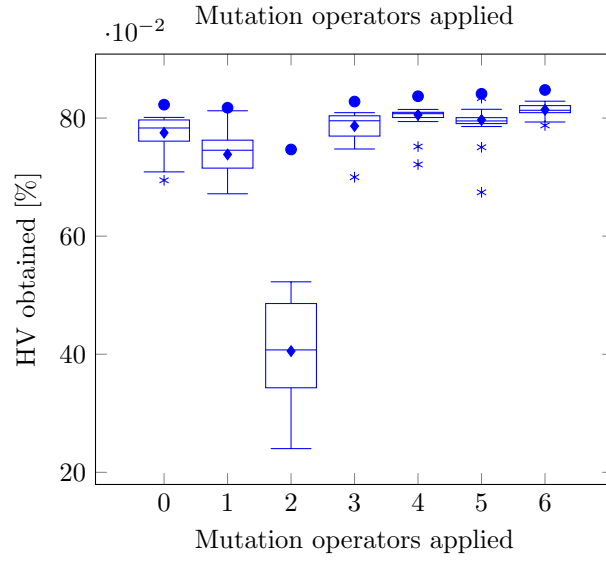 Mutation operators applied
·10⁻²
80
60
40
20
HV obtained [%]
0 1 2 3 4 5 6
Mutation operators applied